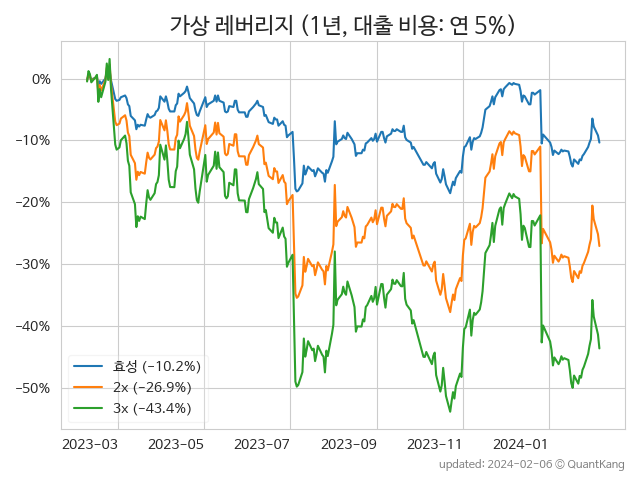 가상 레버리지 (1년, 대출 비용: 연 5%)
0%
−10%
−20%
−30%
−40%
−50%
효성 (−10.2%)
2x (−26.9%)
3x (−43.4%)
2023-03 2023-05 2023-07 2023-09 2023-11 2024-01
updated: 2024-02-06 © QuantKang